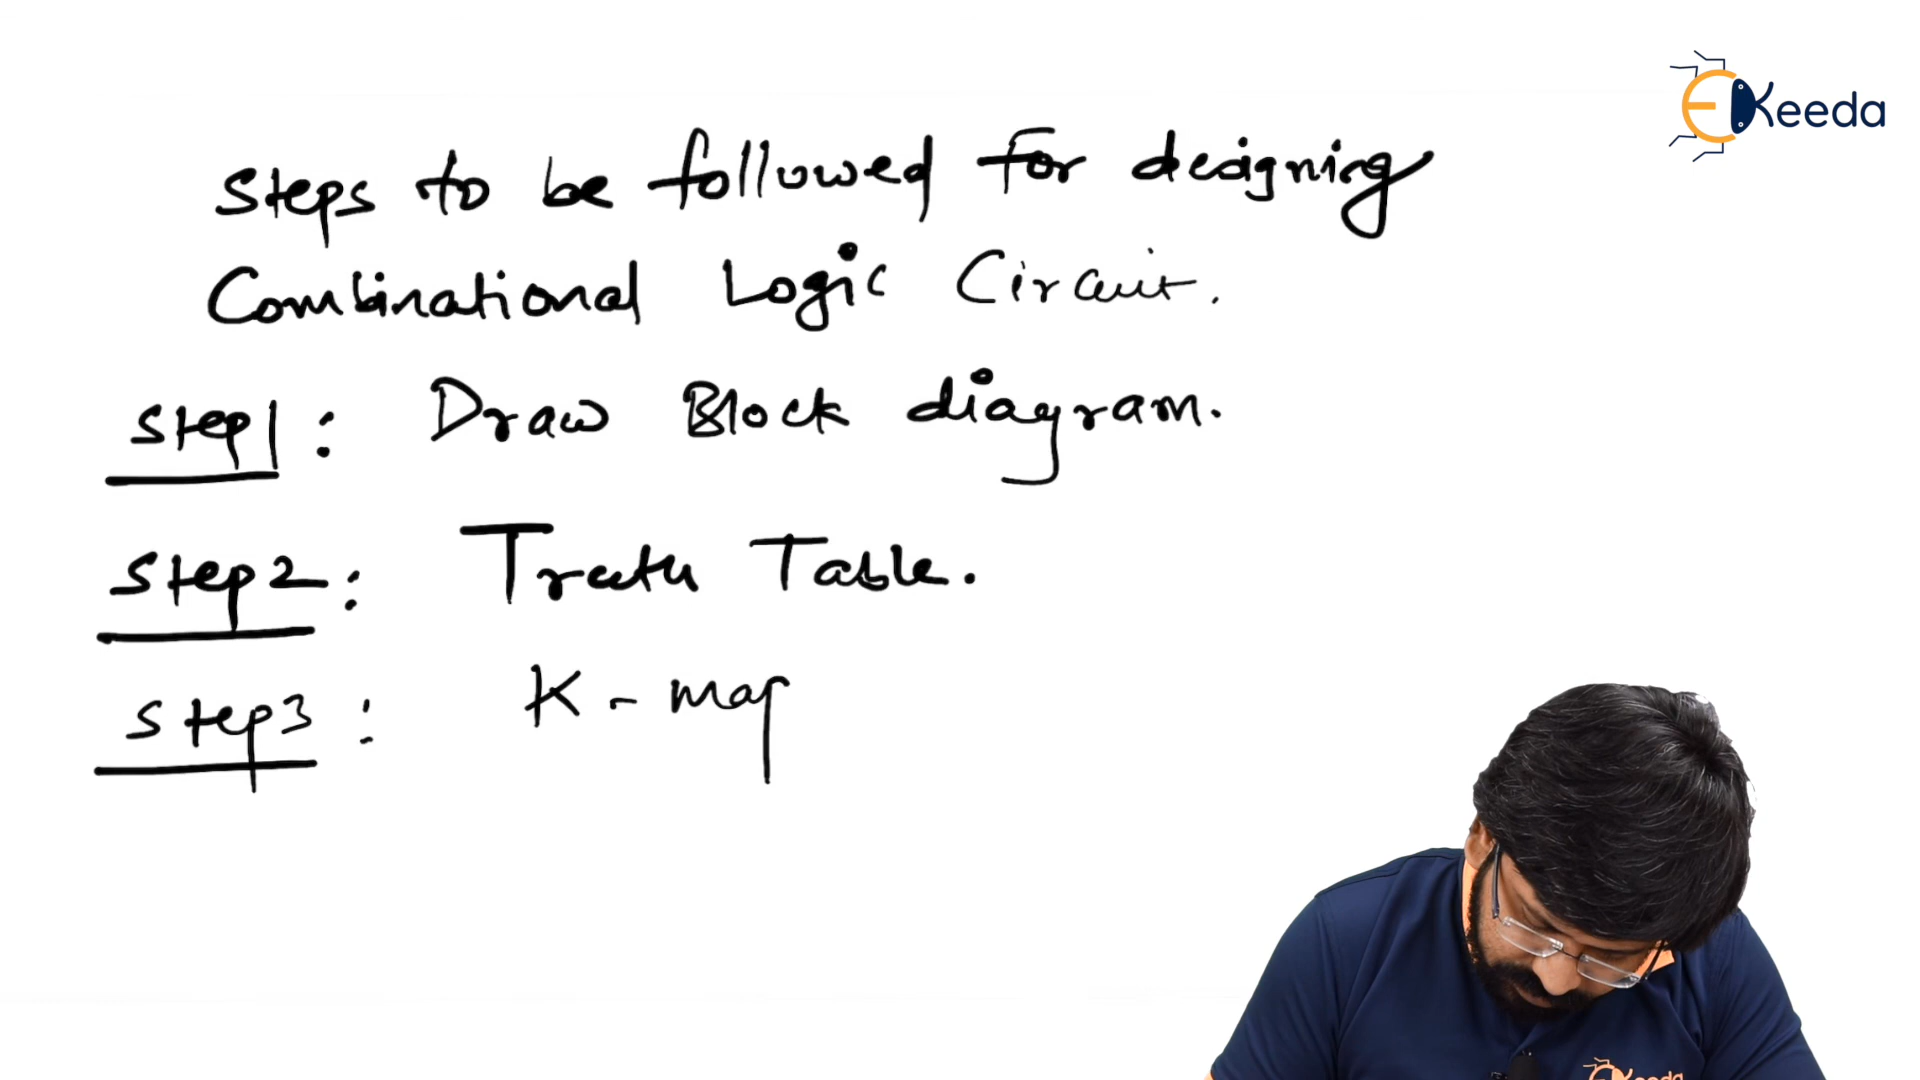 EKeeda
Steps to be followed for designing
Combinational Logic Circuit.
Step1: Draw Block diagram.
Step2: Truth Table.
Step3: K-map
Keeda